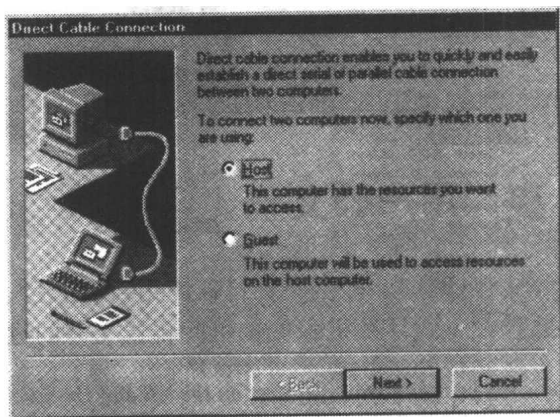 Direct Cable Connection
Direct cable connection enables you to quickly and easily
establish a direct serial or parallel cable connection
between two computers.
To connect two computers now, specify which one you
are using:
Host
This computer has the resources you want
to access.
Guest
This computer will be used to access resources
on the host computer.
< Back
Next >
Cancel